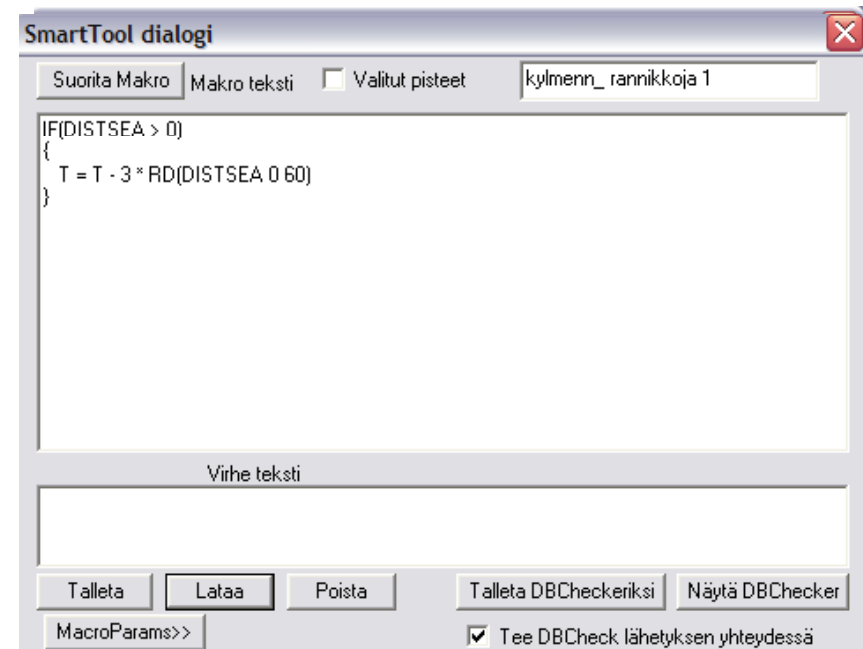 SmartTool dialogi
Suorita Makro Makro teksti Valitut pisteet kylmenn_ rannikkoja 1
IF(DISTSEA > 0)
{
T = T - 3 * RD(DISTSEA 0 60)
}
Virhe teksti
Talleta Lataa Poista Talleta DBCheckeriksi Näytä DBChecker
MacroParams>> Tee DBCheck lähetyksen yhteydessä